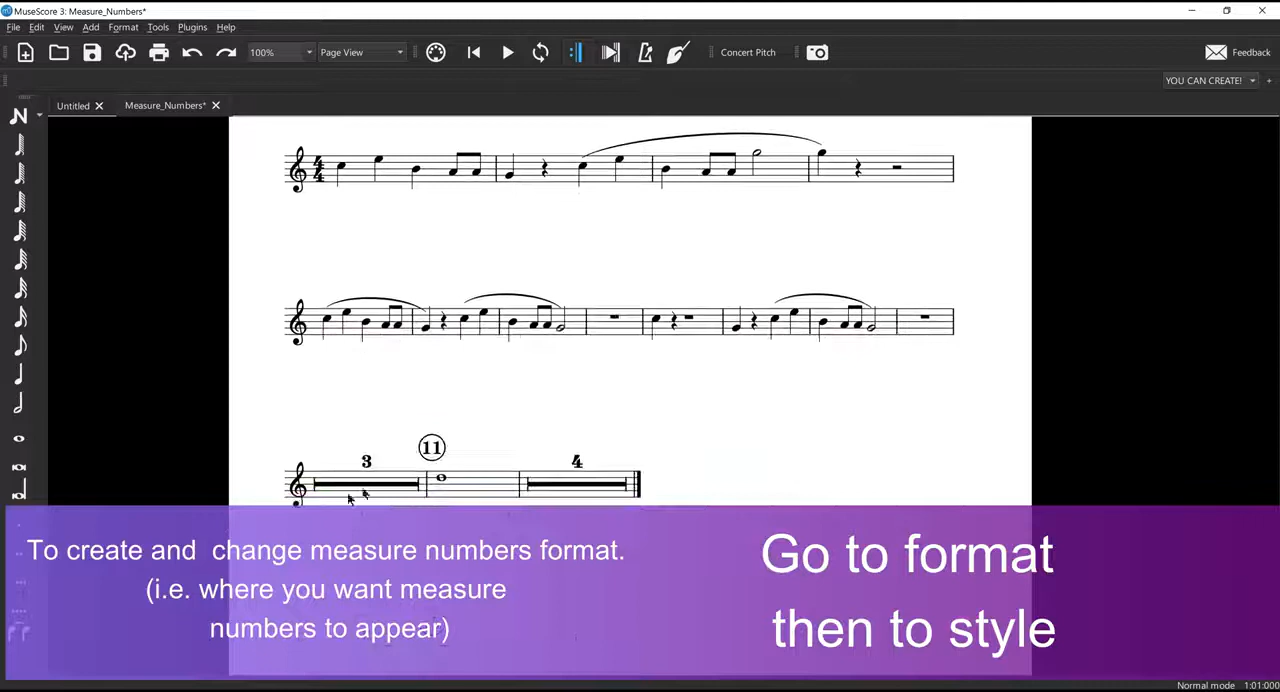 MuseScore 3: Measure_Numbers*
File Edit View Add Format Tools Plugins Help
100% Page View Concert Pitch Feedback
YOU CAN CREATE!
Untitled Measure_Numbers*
4
4
3 11 4
To create and change measure numbers format.
(i.e. where you want measure
numbers to appear)
Go to format
then to style
Normal mode 1:01:000